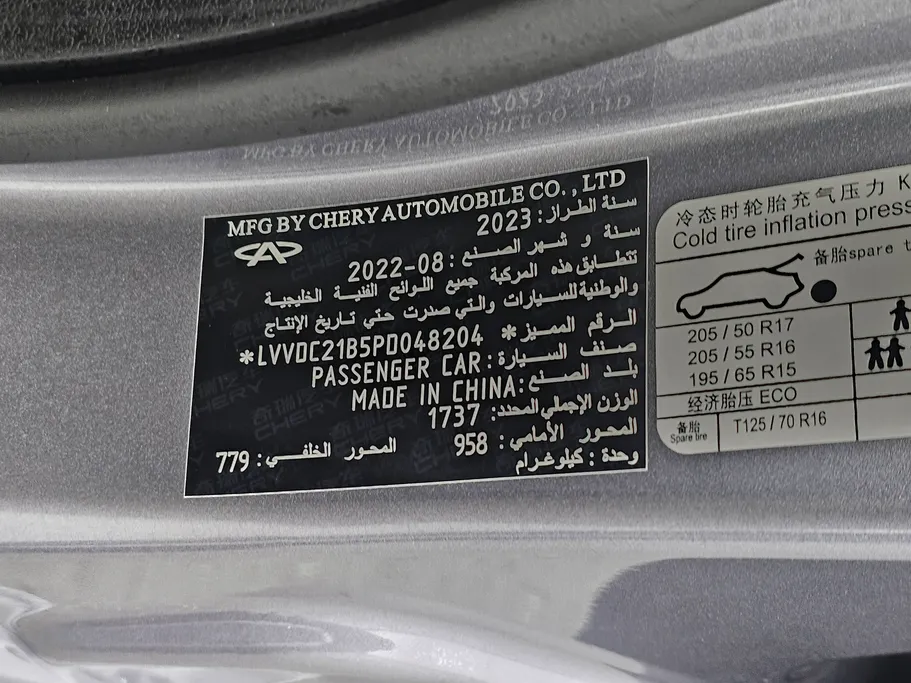 MFG BY CHERY AUTOMOBILE CO. , LTD
سنة الطراز: 2023
سنة و شهر الصنع : 2022-08
تتطابق هذه المركبة جميع اللوائح الفنية الخليجية
والوطنية للسيارات والتي صدرت حتي تاريخ الإنتاج
الرقم المميز: *LVVDC21B5PD048204*
صنف السيارة: PASSENGER CAR
بلد الصنع: MADE IN CHINA
الوزن الإجمالي المحدد: 1737
المحور الأمامي: 958 المحور الخلفي: 779
وحدة : كيلوغرام
冷态时轮胎充气压力 K
Cold tire inflation press
备胎spare t
205 / 50 R17
205 / 55 R16
195 / 65 R15
经济胎压 ECO
备胎
Spare tire
T125 / 70 R16